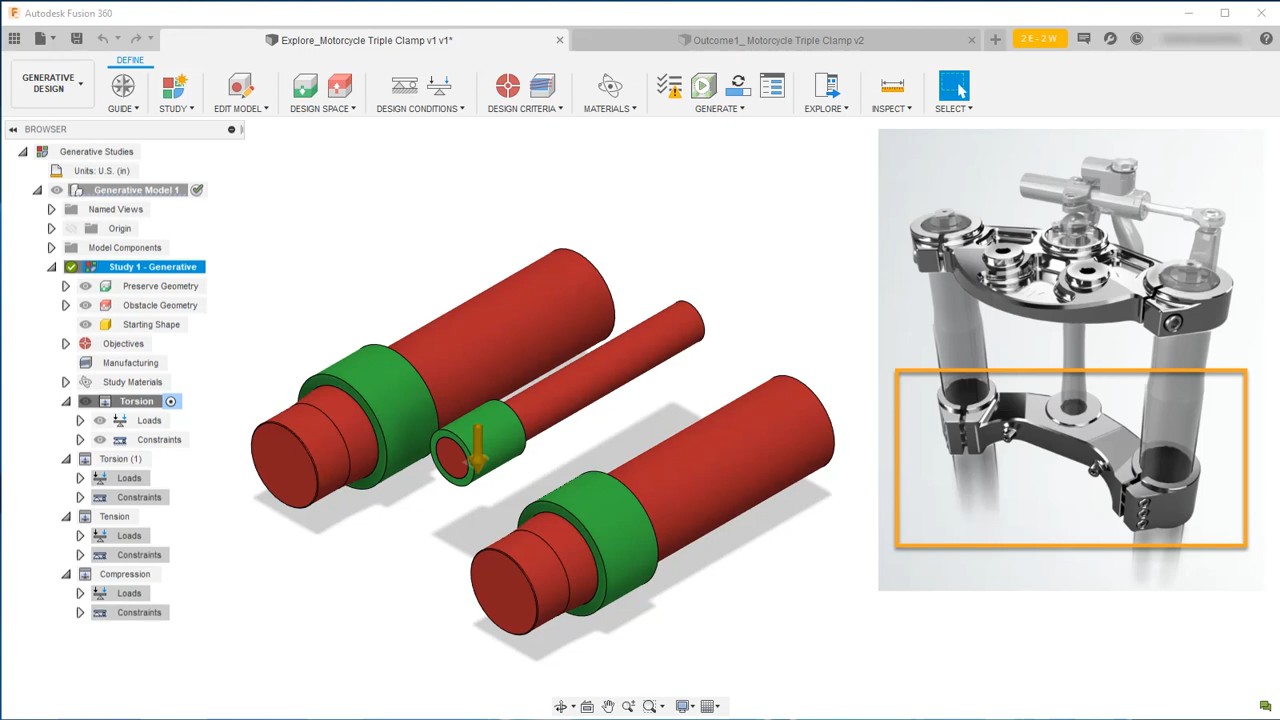 Autodesk Fusion 360
Explore_Motorcycle Triple Clamp v1 v1*
Outcome1_ Motorcycle Triple Clamp v2
2 E - 2 W
DEFINE
GENERATIVE
DESIGN
GUIDE
STUDY
EDIT MODEL
DESIGN SPACE
DESIGN CONDITIONS
DESIGN CRITERIA
MATERIALS
GENERATE
EXPLORE
INSPECT
SELECT
BROWSER
Generative Studies
Units: U.S. (in)
Generative Model 1
Named Views
Origin
Model Components
Study 1 - Generative
Preserve Geometry
Obstacle Geometry
Starting Shape
Objectives
Manufacturing
Study Materials
Torsion
Loads
Constraints
Torsion (1)
Loads
Constraints
Tension
Loads
Constraints
Compression
Loads
Constraints